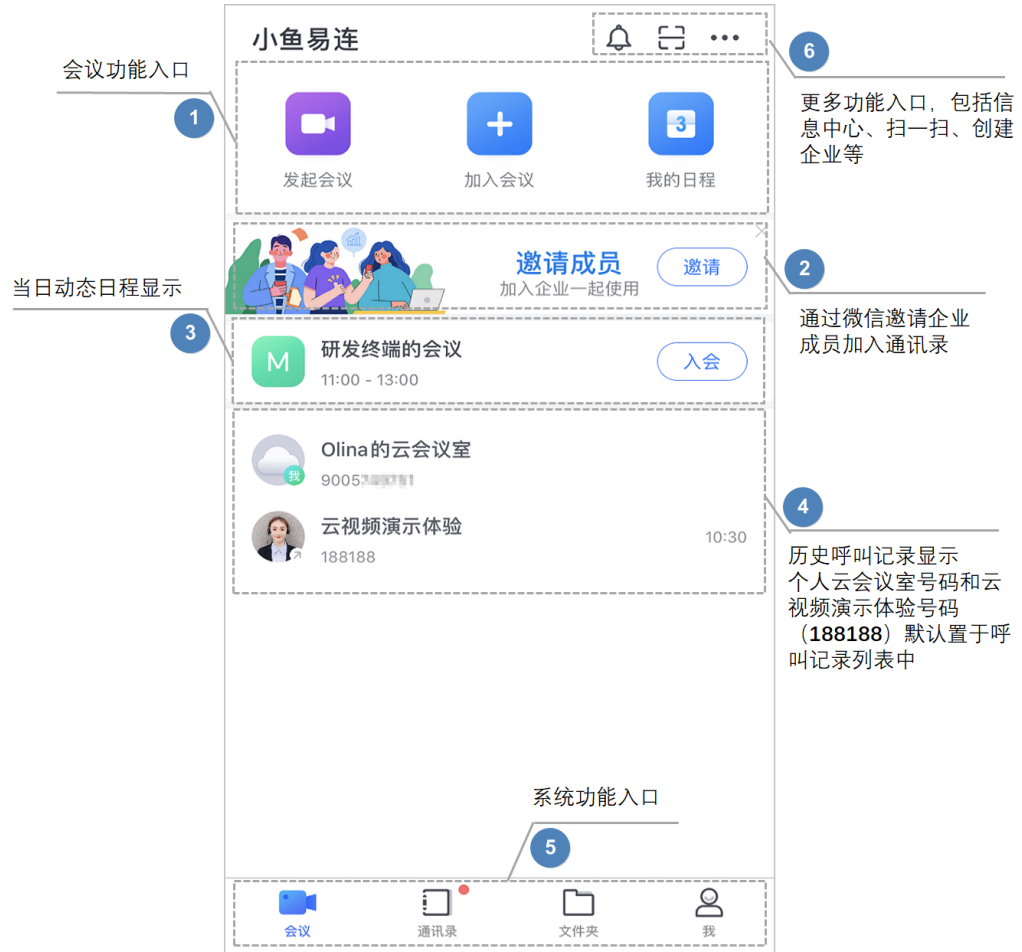 小鱼易连
6
会议功能入口
1
更多功能入口，包括信
息中心、扫一扫、创建
企业等
3
发起会议
加入会议
我的日程
邀请成员
加入企业一起使用
邀请
2
通过微信邀请企业
成员加入通讯录
当日动态日程显示
3
M
研发终端的会议
11:00 - 13:00
入会
Olina的云会议室
我
9005
云视频演示体验
188188
10:30
4
历史呼叫记录显示
个人云会议室号码和云
视频演示体验号码
（188188）默认置于呼
叫记录列表中
系统功能入口
5
会议
通讯录
文件夹
我